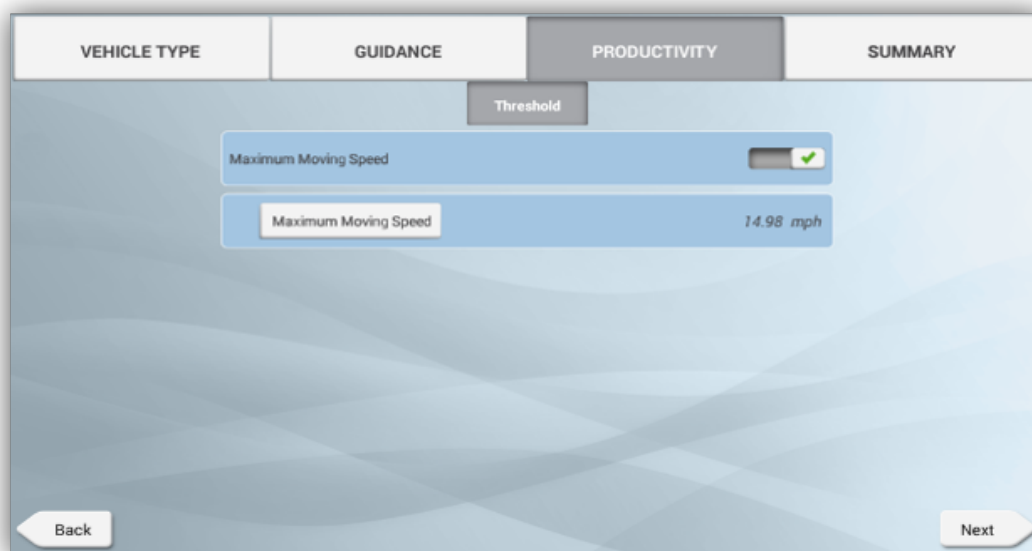 VEHICLE TYPE GUIDANCE PRODUCTIVITY SUMMARY
Threshold
Maximum Moving Speed
Maximum Moving Speed 14.98 mph
Back Next